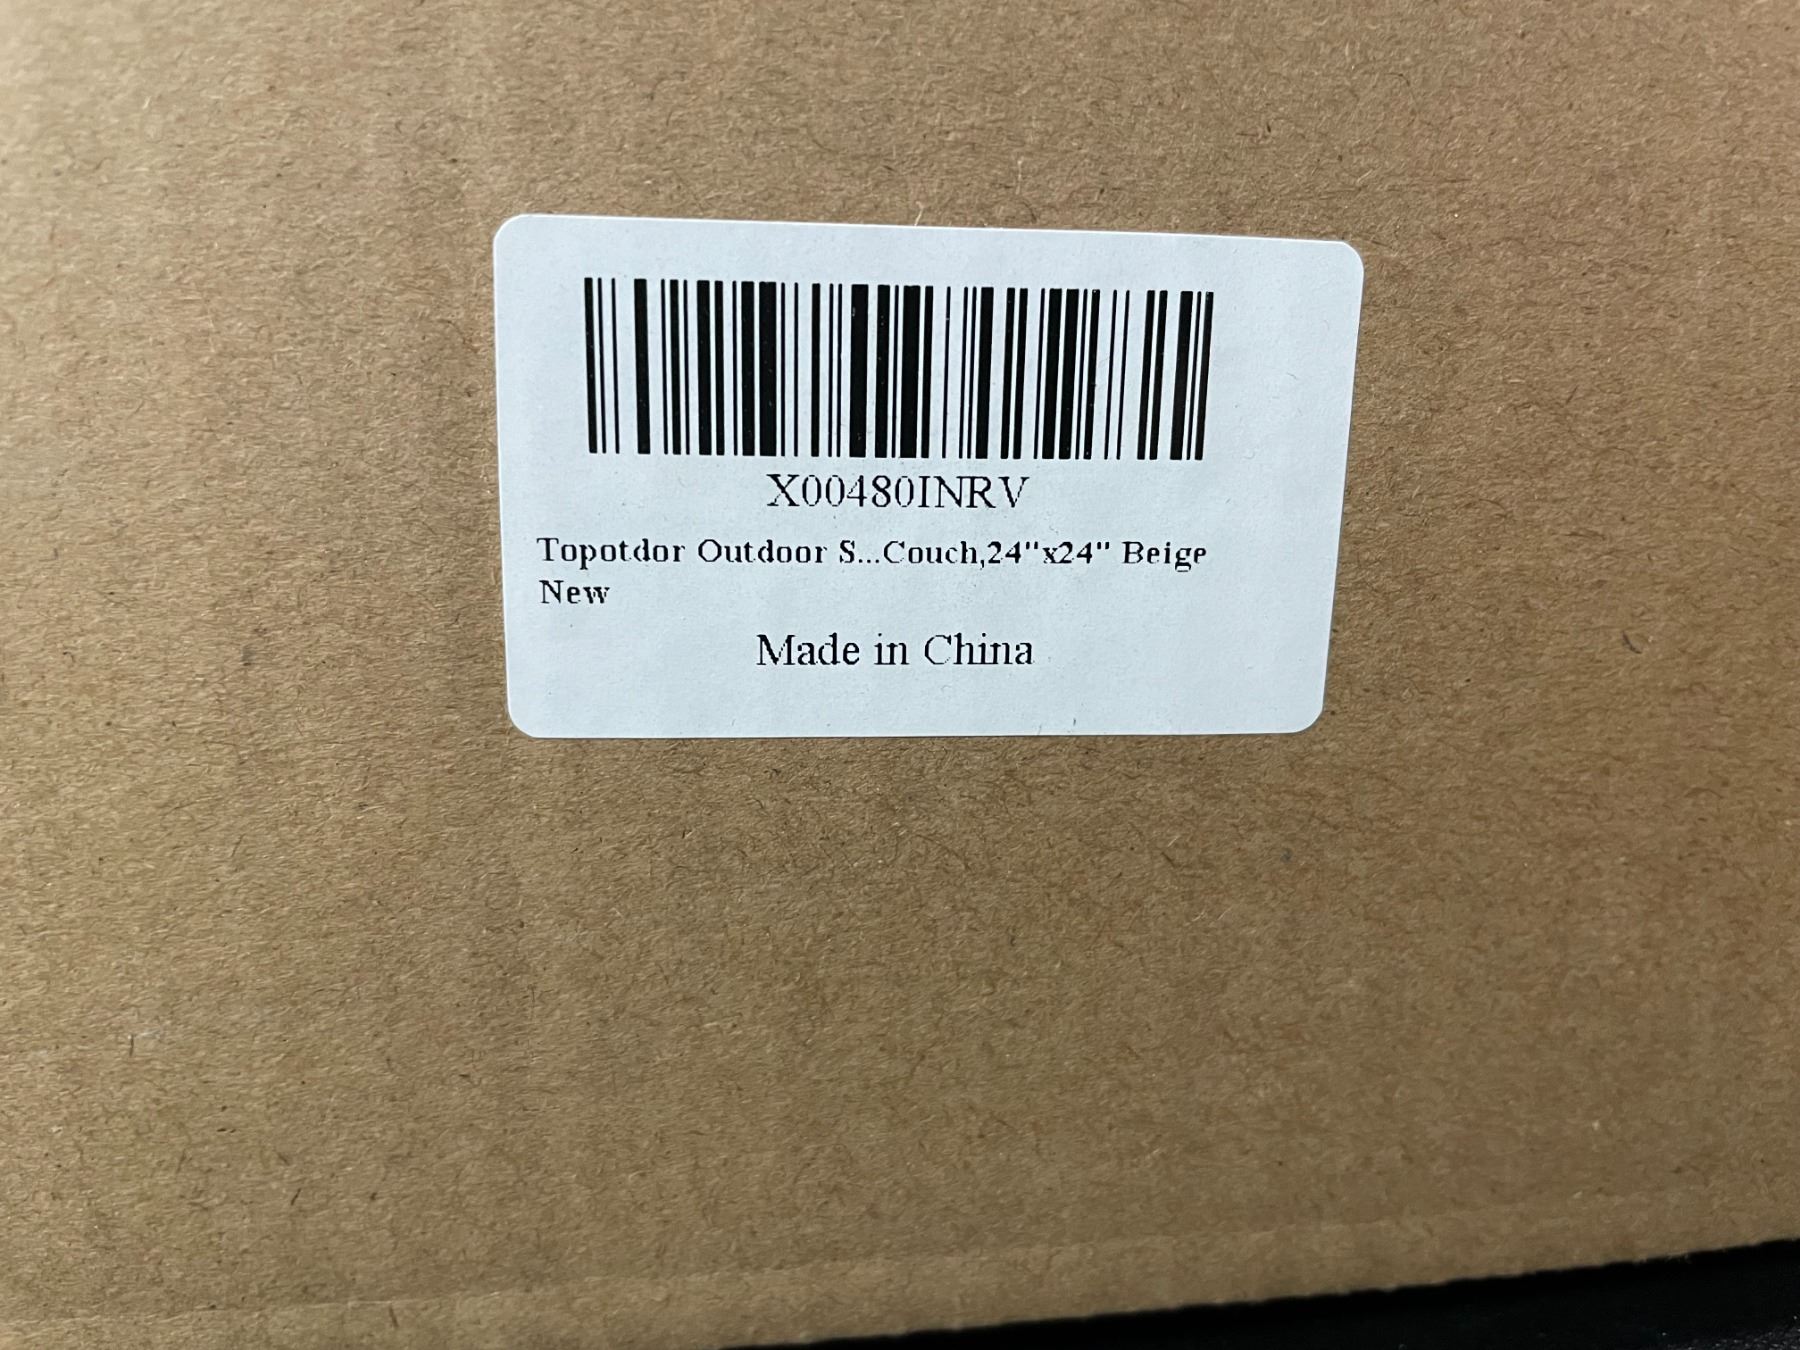 X00480INRV
Topotdor Outdoor S...Couch,24"x24" Beige
New
Made in China